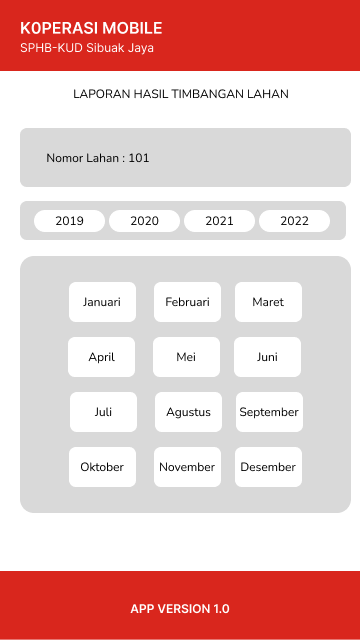 K0PERASI MOBILE
SPHB-KUD Sibuak Jaya
LAPORAN HASIL TIMBANGAN LAHAN
Nomor Lahan : 101
2019 2020 2021 2022
Januari Februari Maret
April Mei Juni
Juli Agustus September
Oktober November Desember
APP VERSION 1.0